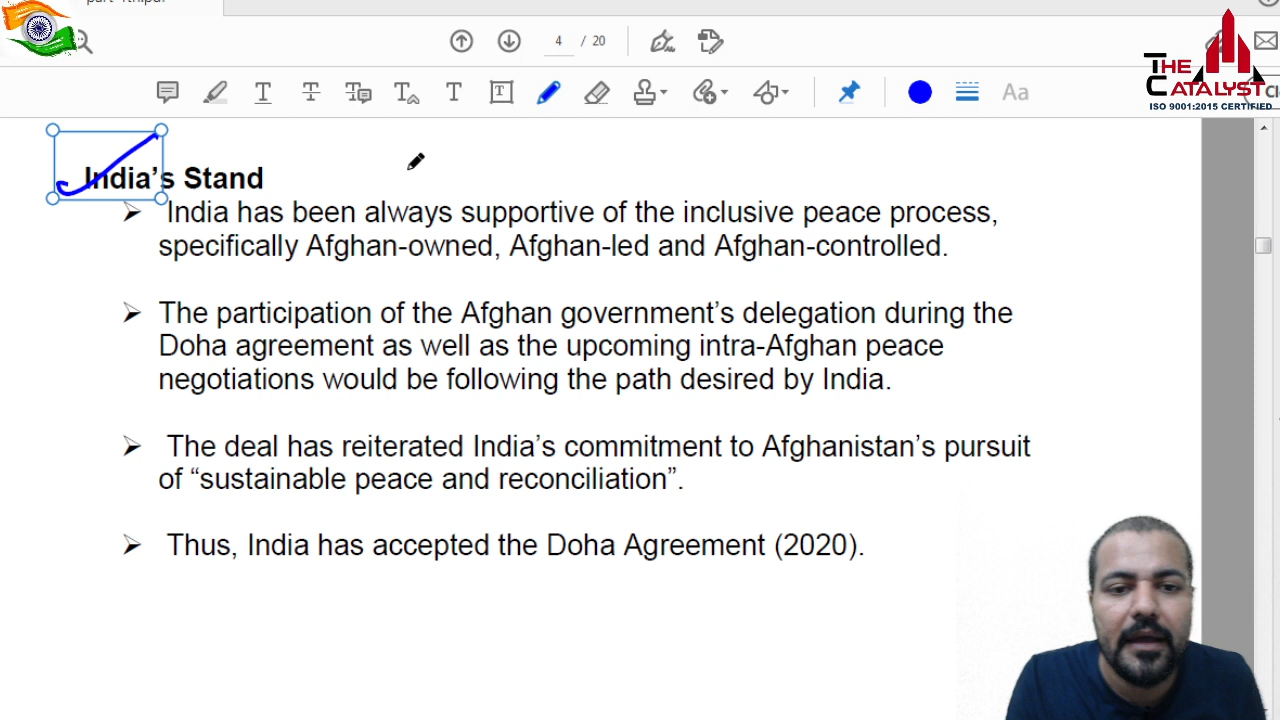 4 / 20
THE
CATALYST
ISO 9001:2015 CERTIFIED
T T T T T Aa
India's Stand
➢ India has been always supportive of the inclusive peace process,
specifically Afghan-owned, Afghan-led and Afghan-controlled.
➢ The participation of the Afghan government's delegation during the
Doha agreement as well as the upcoming intra-Afghan peace
negotiations would be following the path desired by India.
➢ The deal has reiterated India's commitment to Afghanistan's pursuit
of “sustainable peace and reconciliation”.
➢ Thus, India has accepted the Doha Agreement (2020).